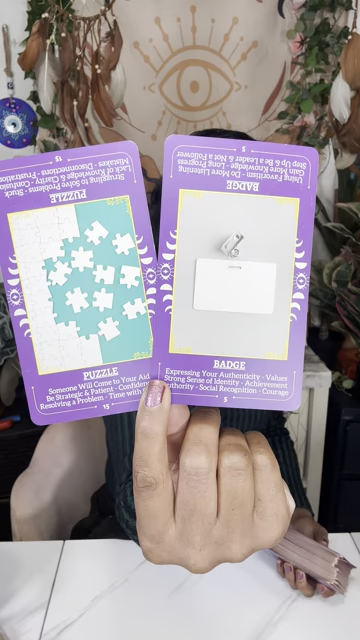 15
Mistakes - Disconnections - Frustration
Lack of Knowledge & Clarity - Confusion
Struggling to Solve Problems
PUZZLE
PUZZLE
Someone Will Come to Your Aid
Be Strategic & Patient - Confident
Resolving a Problem - Time with
15
5
Step Up & Be a Leader & Not a Follower
Gain More Knowledge - Long Progress
Using Favoritism - Do More Listening
BADGE
BADGE
Expressing Your Authenticity - Values
Strong Sense of Identity - Achievement
Authority - Social Recognition - Courage
5